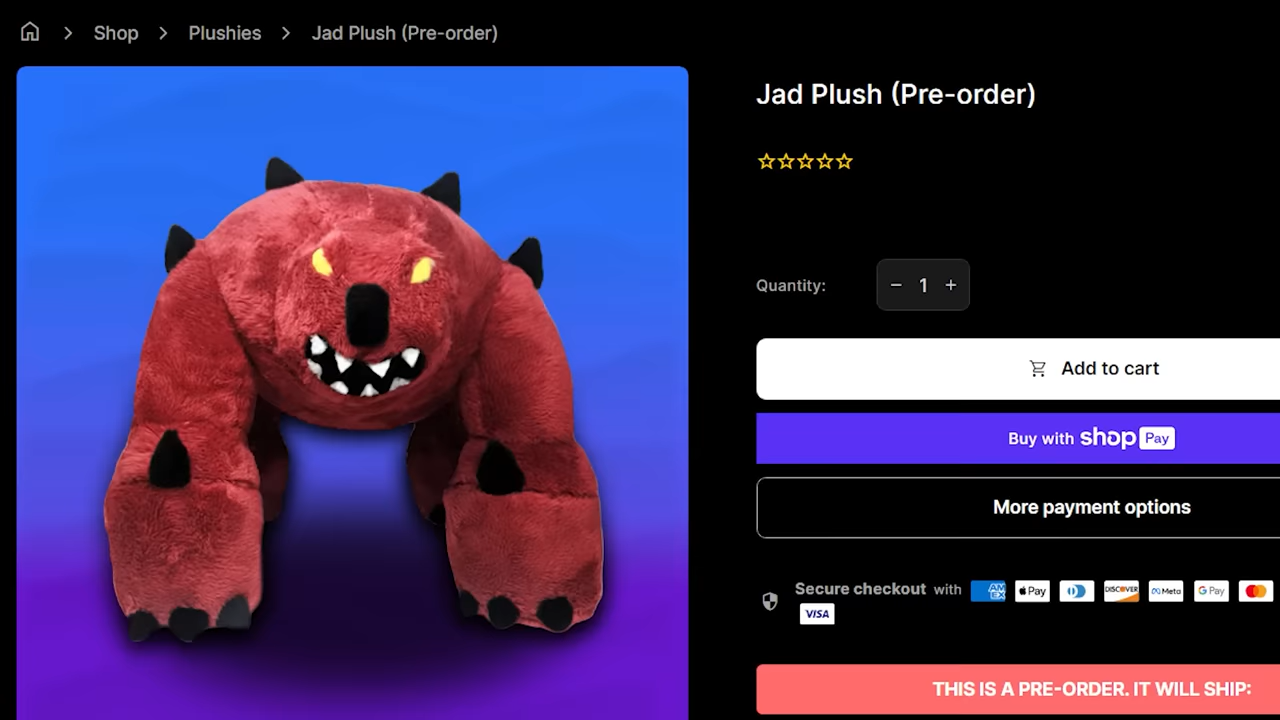 Shop > Plushies > Jad Plush (Pre-order)
Jad Plush (Pre-order)
Quantity: − 1 +
Add to cart
Buy with shop Pay
More payment options
Secure checkout with AMEX Pay DISCOVER Meta G Pay
VISA
THIS IS A PRE-ORDER. IT WILL SHIP: